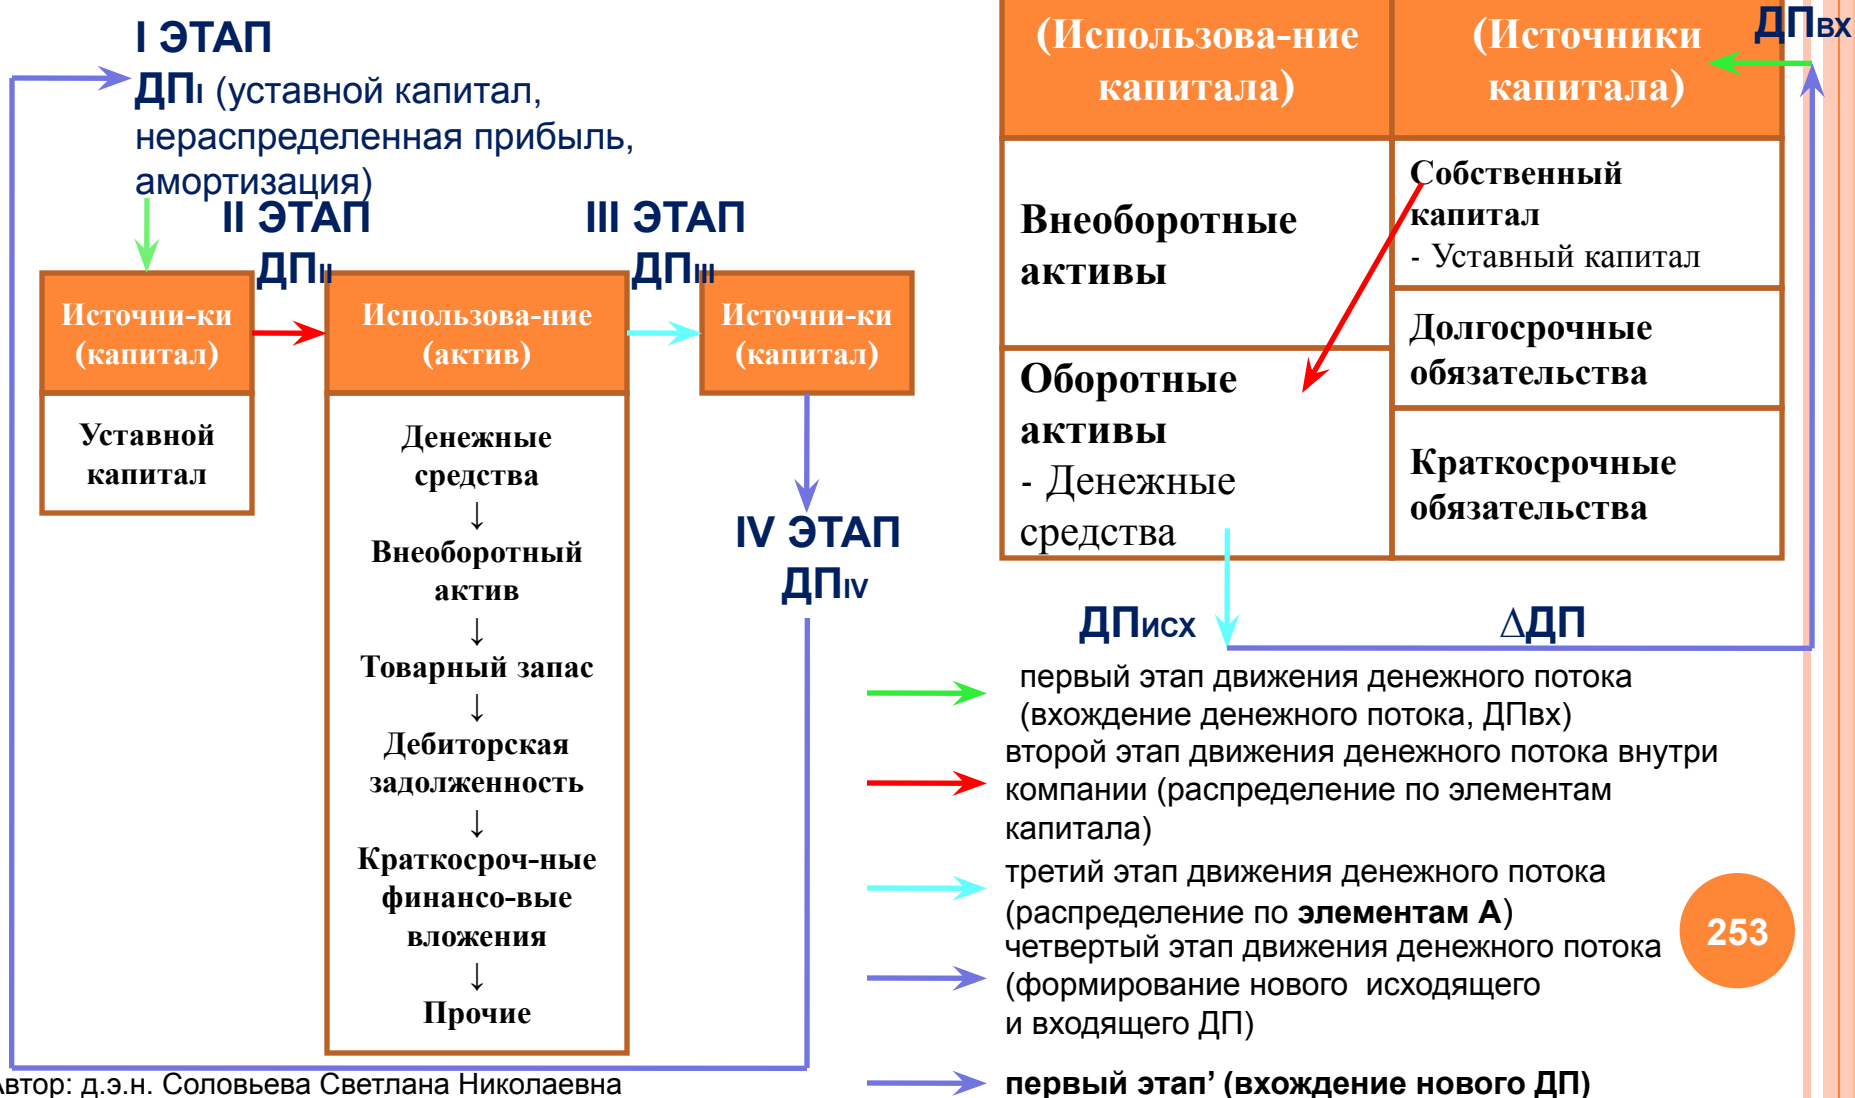 I ЭТАП
ДПI (уставной капитал,
нераспределенная прибыль,
амортизация)
II ЭТАП
ДПII
III ЭТАП
ДПIII
Источни-ки
(капитал)
Использова-ние
(актив)
Источни-ки
(капитал)
Уставной
капитал
Денежные
средства
↓
Внеоборотный
актив
↓
Товарный запас
↓
Дебиторская
задолженность
↓
Краткосроч-ные
финансо-вые
вложения
↓
Прочие
IV ЭТАП
ДПIV
Автор: д.э.н. Соловьева Светлана Николаевна
(Использова-ние
капитала)
(Источники
капитала)
ДПвх
Внеоборотные
активы
Собственный
капитал
- Уставный капитал
Долгосрочные
обязательства
Оборотные
активы
- Денежные
средства
Краткосрочные
обязательства
ДПисх
∆ДП
первый этап движения денежного потока
(вхождение денежного потока, ДПвх)
второй этап движения денежного потока внутри
компании (распределение по элементам
капитала)
третий этап движения денежного потока
(распределение по элементам А)
четвертый этап движения денежного потока
(формирование нового исходящего
и входящего ДП)
первый этап’ (вхождение нового ДП)
253